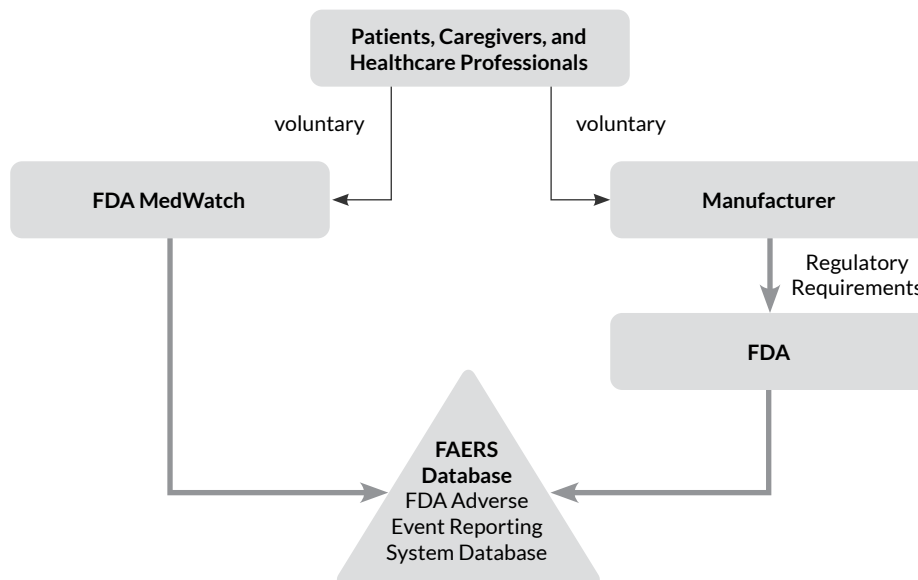 Patients, Caregivers, and
Healthcare Professionals
voluntary
voluntary
FDA MedWatch
Manufacturer
Regulatory
Requirements
FDA
FAERS
Database
FDA Adverse
Event Reporting
System Database